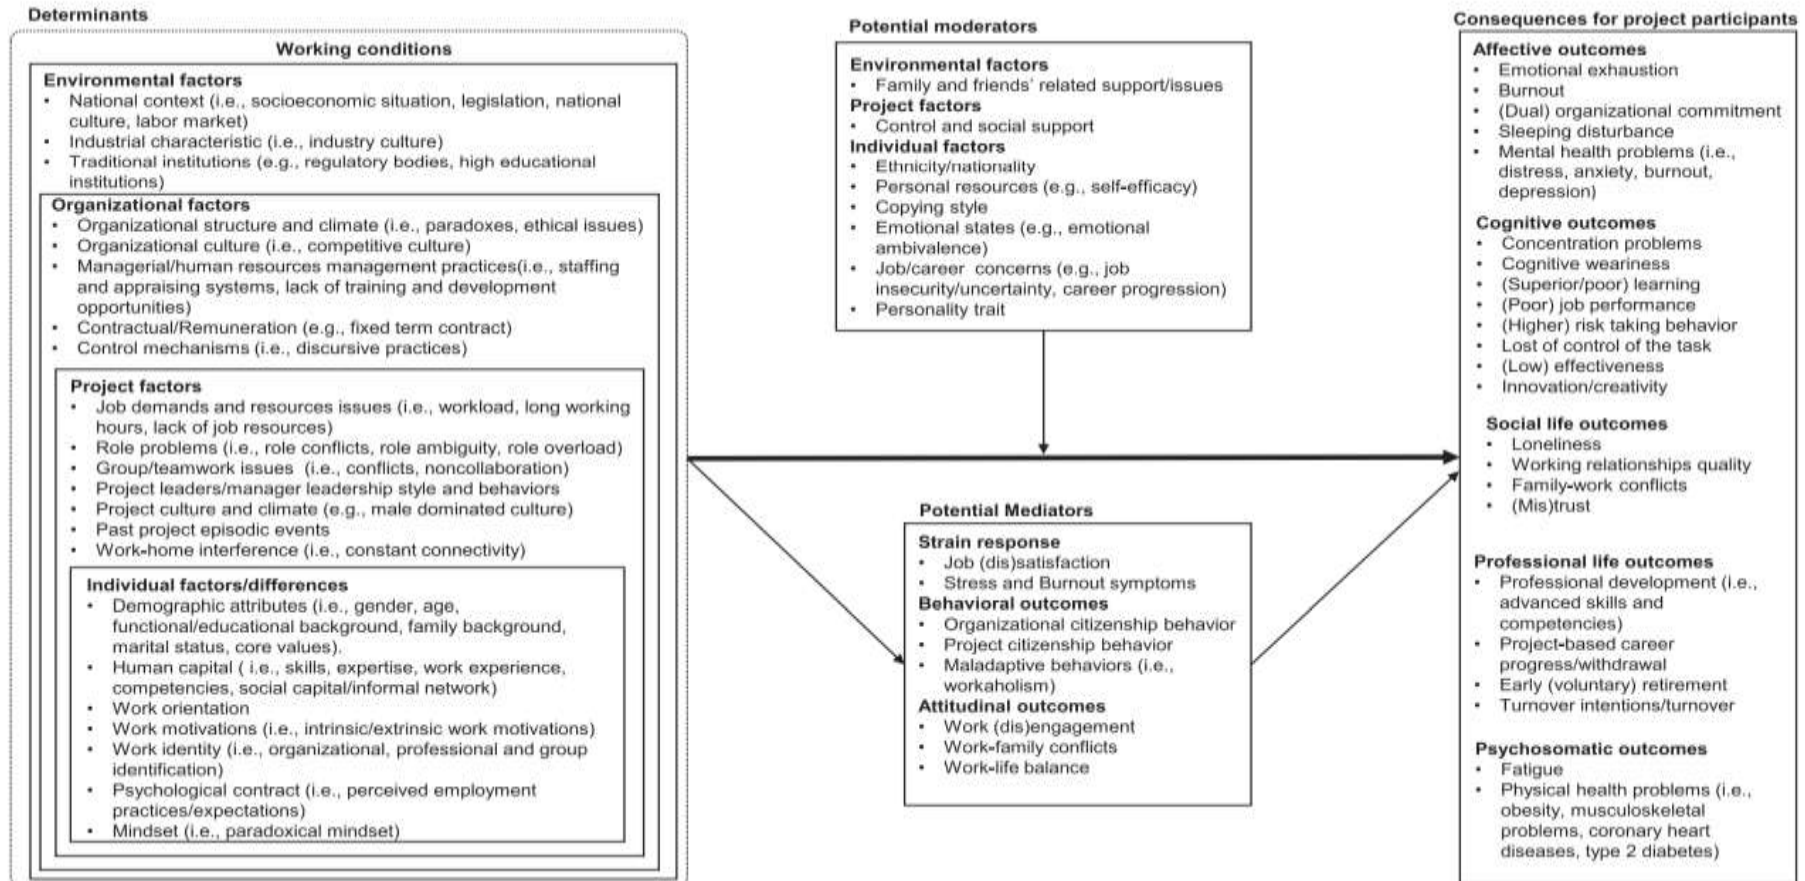 Determinants
Working conditions
Environmental factors
• National context (i.e., socioeconomic situation, legislation, national
culture, labor market)
• Industrial characteristic (i.e., industry culture)
• Traditional institutions (e.g., regulatory bodies, high educational
institutions)
Organizational factors
• Organizational structure and climate (i.e., paradoxes, ethical issues)
• Organizational culture (i.e., competitive culture)
• Managerial/human resources management practices(i.e., staffing
and appraising systems, lack of training and development
opportunities)
• Contractual/Remuneration (e.g., fixed term contract)
• Control mechanisms (i.e., discursive practices)
Project factors
• Job demands and resources issues (i.e., workload, long working
hours, lack of job resources)
• Role problems (i.e., role conflicts, role ambiguity, role overload)
• Group/teamwork issues (i.e., conflicts, noncollaboration)
• Project leaders/manager leadership style and behaviors
• Project culture and climate (e.g., male dominated culture)
• Past project episodic events
• Work-home interference (i.e., constant connectivity)
Individual factors/differences
• Demographic attributes (i.e., gender, age,
functional/educational background, family background,
marital status, core values).
• Human capital ( i.e., skills, expertise, work experience,
competencies, social capital/informal network)
• Work orientation
• Work motivations (i.e., intrinsic/extrinsic work motivations)
• Work identity (i.e., organizational, professional and group
identification)
• Psychological contract (i.e., perceived employment
practices/expectations)
• Mindset (i.e., paradoxical mindset)
Potential moderators
Environmental factors
• Family and friends' related support/issues
Project factors
• Control and social support
Individual factors
• Ethnicity/nationality
• Personal resources (e.g., self-efficacy)
• Copying style
• Emotional states (e.g., emotional
ambivalence)
• Job/career concerns (e.g., job
insecurity/uncertainty, career progression)
• Personality trait
Potential Mediators
Strain response
• Job (dis)satisfaction
• Stress and Burnout symptoms
Behavioral outcomes
• Organizational citizenship behavior
• Project citizenship behavior
• Maladaptive behaviors (i.e.,
workaholism)
Attitudinal outcomes
• Work (dis)engagement
• Work-family conflicts
• Work-life balance
Consequences for project participants
Affective outcomes
• Emotional exhaustion
• Burnout
• (Dual) organizational commitment
• Sleeping disturbance
• Mental health problems (i.e.,
distress, anxiety, burnout,
depression)
Cognitive outcomes
• Concentration problems
• Cognitive weariness
• (Superior/poor) learning
• (Poor) job performance
• (Higher) risk taking behavior
• Lost of control of the task
• (Low) effectiveness
• Innovation/creativity
Social life outcomes
• Loneliness
• Working relationships quality
• Family-work conflicts
• (Mis)trust
Professional life outcomes
• Professional development (i.e.,
advanced skills and
competencies)
• Project-based career
progress/withdrawal
• Early (voluntary) retirement
• Turnover intentions/turnover
Psychosomatic outcomes
• Fatigue
• Physical health problems (i.e.,
obesity, musculoskeletal
problems, coronary heart
diseases, type 2 diabetes)